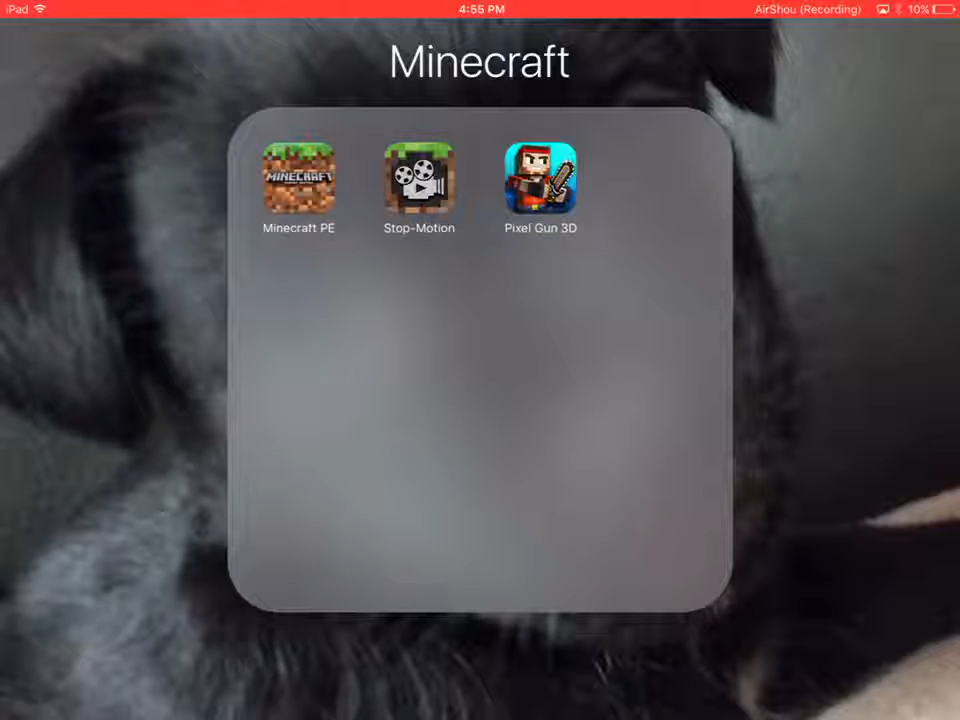 iPad 4:55 PM AirShou (Recording) 10%
Minecraft
MINECRAFT
Minecraft PE Stop-Motion Pixel Gun 3D